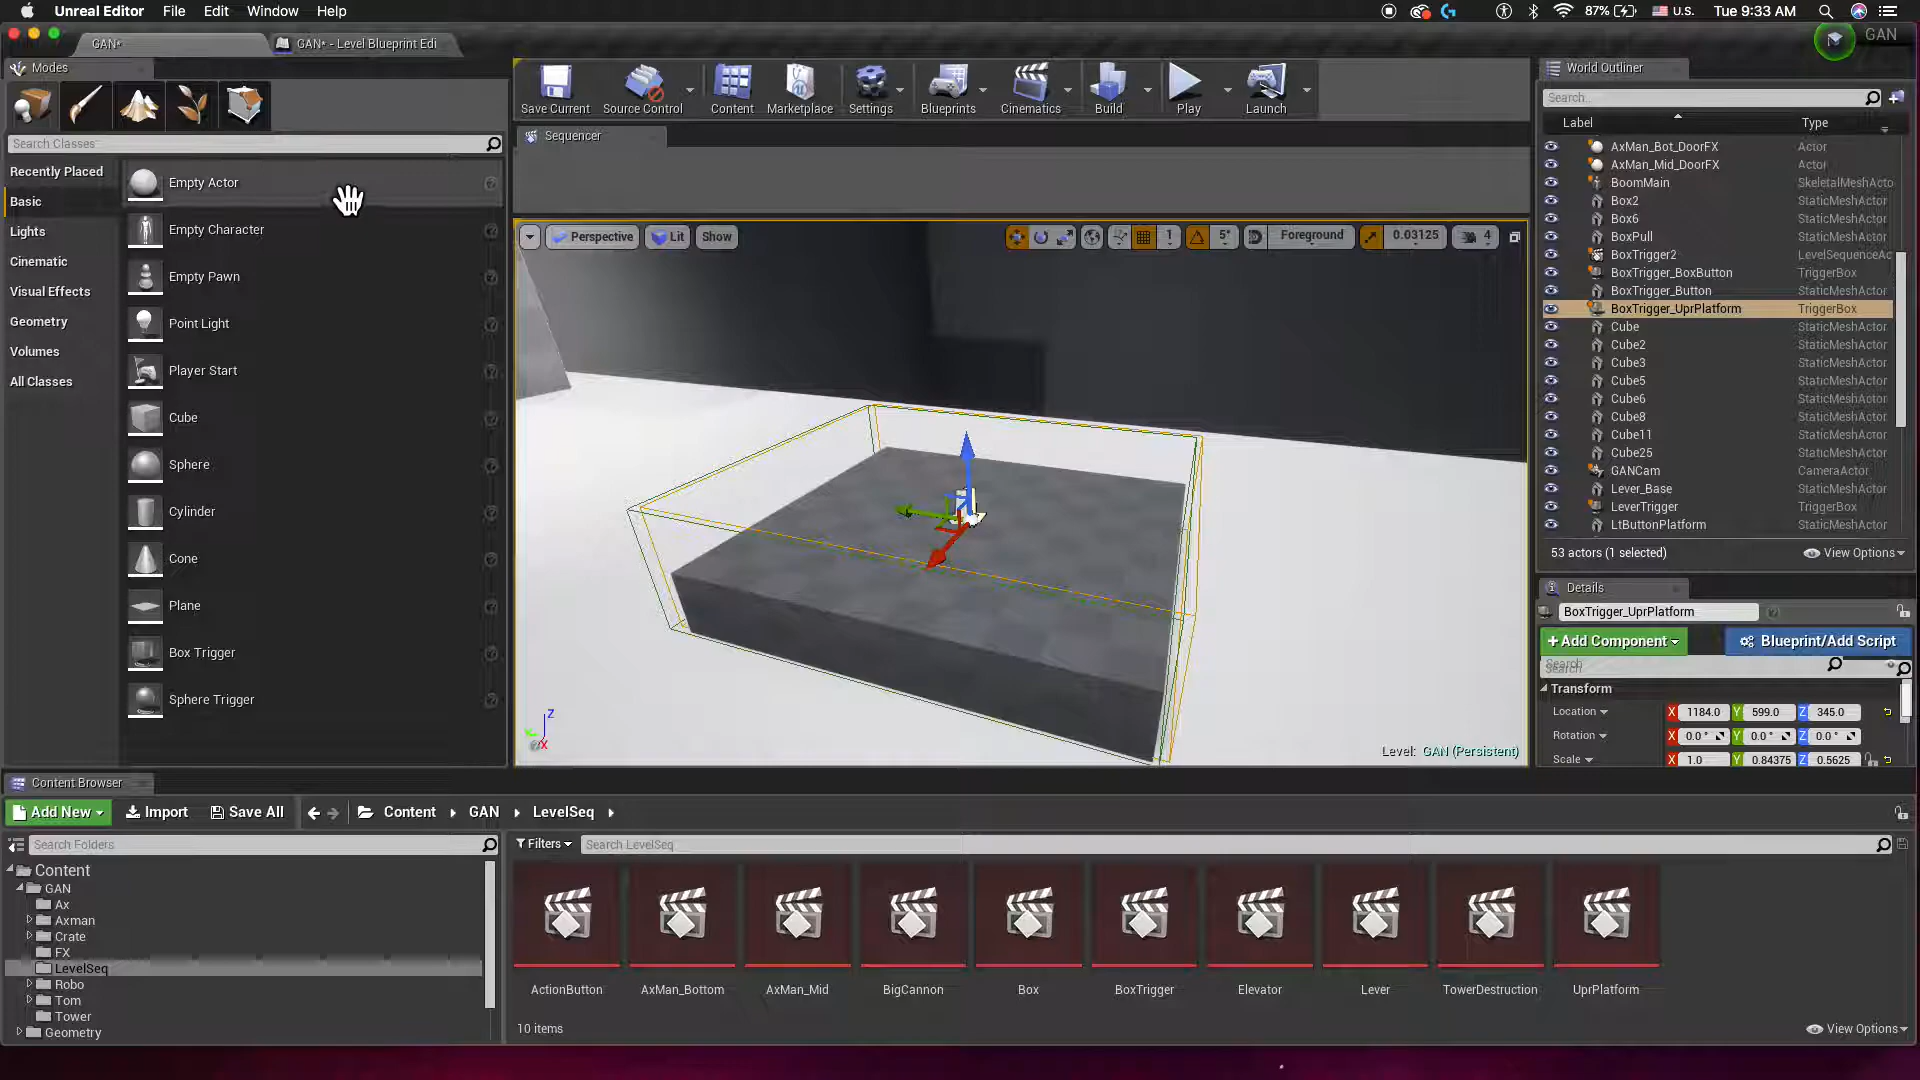 Unreal Editor File Edit Window Help 87% U.S. Tue 9:33 AM
GAN* GAN* - Level Blueprint Edi GAN
Modes
Search Classes
Recently Placed
Basic
Lights
Cinematic
Visual Effects
Geometry
Volumes
All Classes
Empty Actor
Empty Character
Empty Pawn
Point Light
Player Start
Cube
Sphere
Cylinder
Cone
Plane
Box Trigger
Sphere Trigger
Save Current Source Control Content Marketplace Settings Blueprints Cinematics Build Play Launch
Sequencer
Perspective Lit Show 1 5° Foreground 0.03125 4
Z
X
Level: GAN (Persistent)
World Outliner
Search...
Label Type
AxMan_Bot_DoorFX Actor
AxMan_Mid_DoorFX Actor
BoomMain SkeletalMeshActo
Box2 StaticMeshActor
Box6 StaticMeshActor
BoxPull StaticMeshActor
BoxTrigger2 LevelSequenceAc
BoxTrigger_BoxButton TriggerBox
BoxTrigger_Button StaticMeshActor
BoxTrigger_UprPlatform TriggerBox
Cube StaticMeshActor
Cube2 StaticMeshActor
Cube3 StaticMeshActor
Cube5 StaticMeshActor
Cube6 StaticMeshActor
Cube8 StaticMeshActor
Cube11 StaticMeshActor
Cube25 StaticMeshActor
GANCam CameraActor
Lever_Base StaticMeshActor
LeverTrigger TriggerBox
LtButtonPlatform StaticMeshActor
53 actors (1 selected) View Options
Details
BoxTrigger_UprPlatform
+ Add Component Blueprint/Add Script
Search
Transform
Location X 1184.0 Y 599.0 Z 345.0
Rotation X 0.0° Y 0.0° Z 0.0°
Scale X 1.0 Y 0.84375 Z 0.5625
Content Browser
Add New Import Save All Content GAN LevelSeq
Search Folders
Content
GAN
Ax
Axman
Crate
FX
LevelSeq
Robo
Tom
Tower
Geometry
Filters Search LevelSeq
ActionButton AxMan_Bottom AxMan_Mid BigCannon Box BoxTrigger Elevator Lever TowerDestruction UprPlatform
10 items View Options